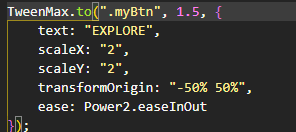 TweenMax.to(".myBtn", 1.5, {
    text: "EXPLORE",
    scaleX: "2",
    scaleY: "2",
    transformOrigin: "-50% 50%",
    ease: Power2.easeInOut
});